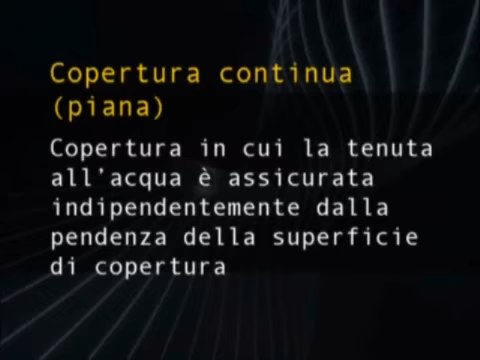 Copertura continua
(piana)
Copertura in cui la tenuta
all'acqua è assicurata
indipendentemente dalla
pendenza della superficie
di copertura